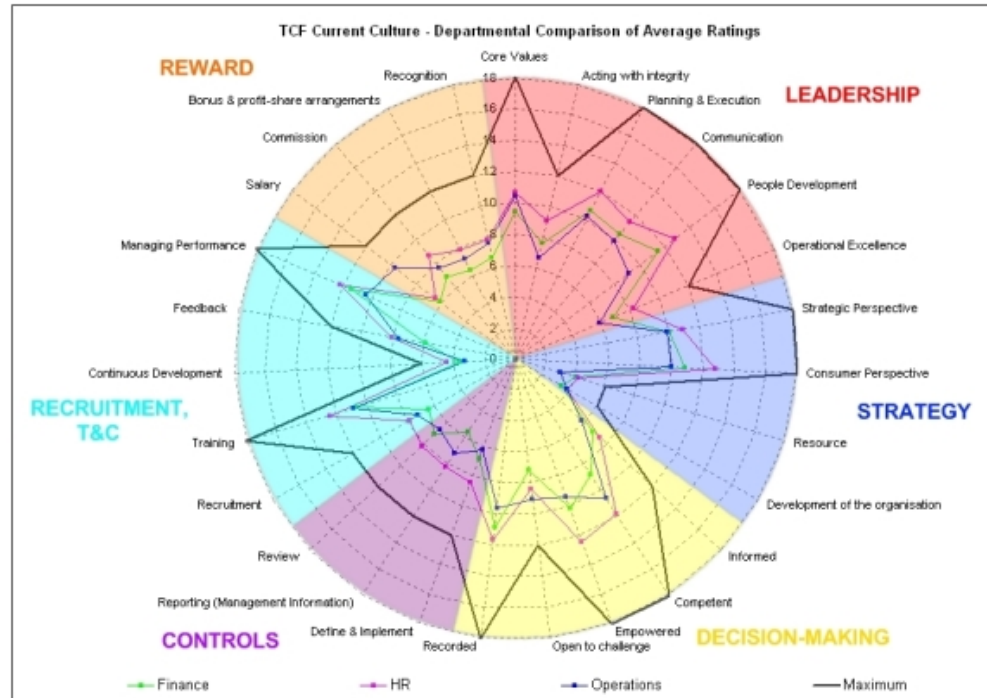 TCF Current Culture - Departmental Comparison of Average Ratings
Core Values
Acting with integrity
Planning & Execution
Communication
People Development
Operational Excellence
Strategic Perspective
Consumer Perspective
Resource
Development of the organisation
Informed
Competent
Empowered
Open to challenge
Recorded
Define & Implement
Reporting (Management Information)
Review
Recruitment
Training
Continuous Development
Feedback
Managing Performance
Salary
Commission
Bonus & profit-share arrangements
Recognition
REWARD
LEADERSHIP
STRATEGY
DECISION-MAKING
CONTROLS
RECRUITMENT,
T&C
18
16
14
12
10
8
6
4
2
0
Finance
HR
Operations
Maximum